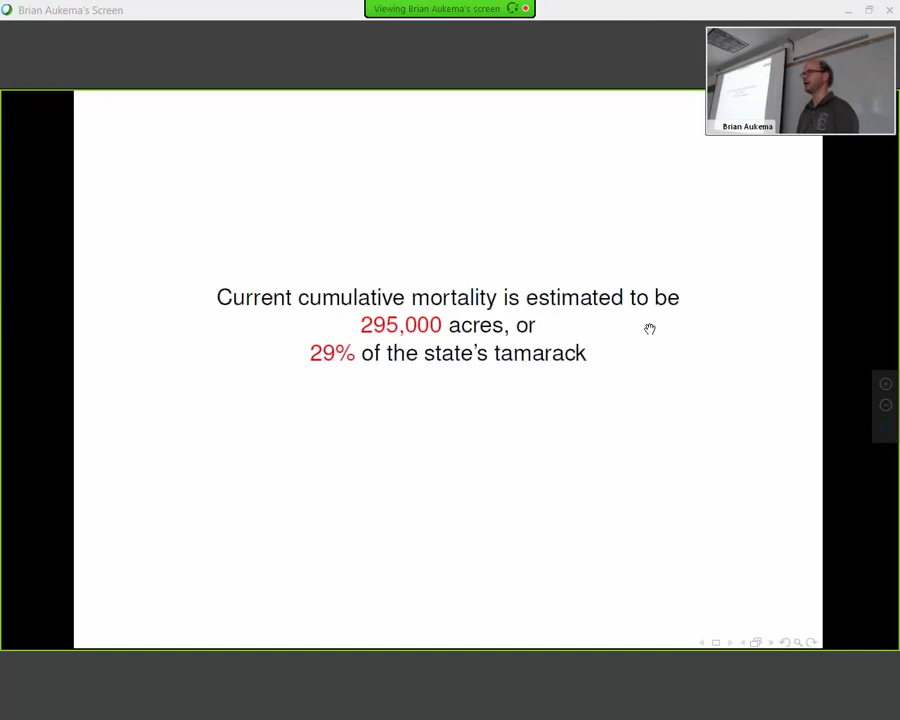 Brian Aukema's Screen
Viewing Brian Aukema's screen
Brian Aukema
Current cumulative mortality is estimated to be
295,000 acres, or
29% of the state's tamarack